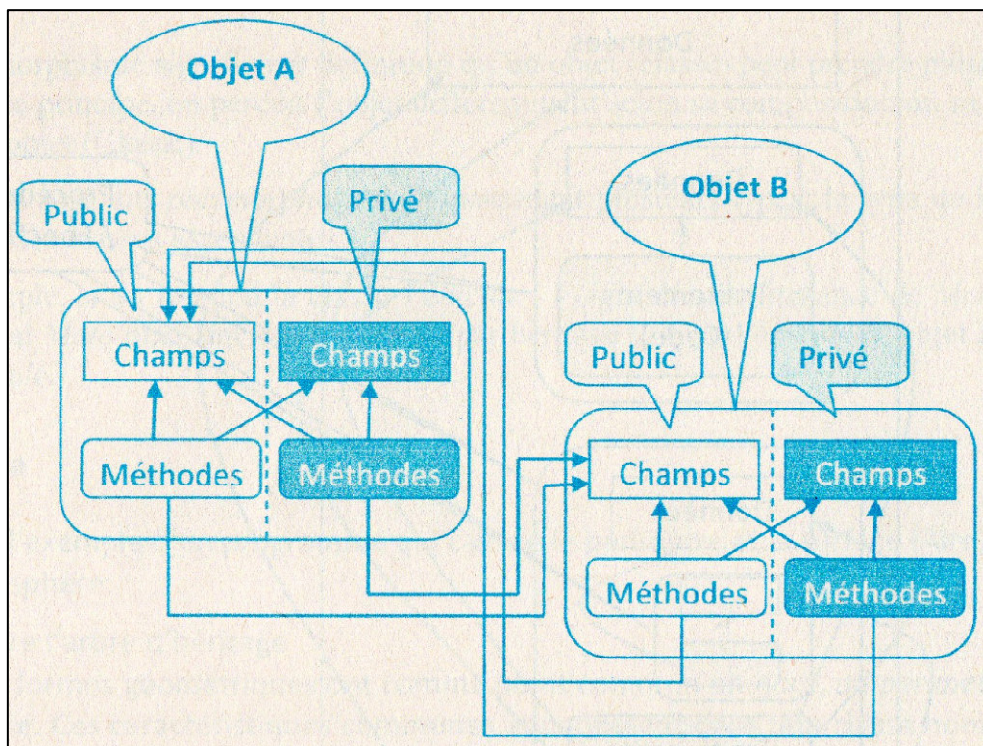 Objet A
Public
Privé
Champs
Champs
Méthodes
Méthodes
Objet B
Public
Privé
Champs
Champs
Méthodes
Méthodes